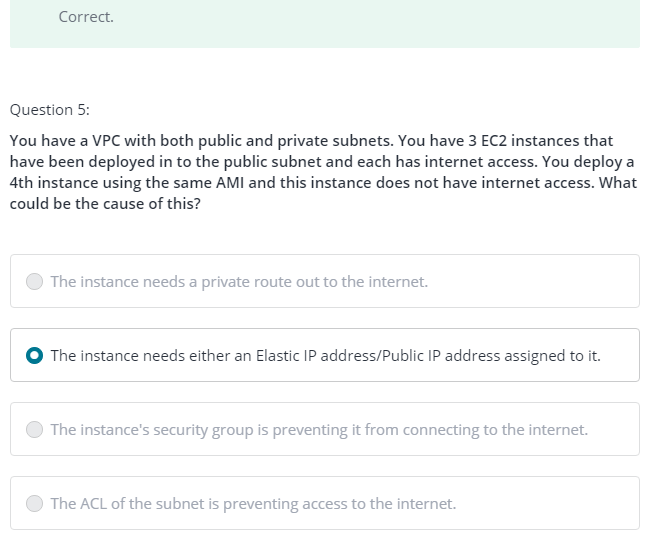 Correct.
Question 5:
You have a VPC with both public and private subnets. You have 3 EC2 instances that
have been deployed in to the public subnet and each has internet access. You deploy a
4th instance using the same AMI and this instance does not have internet access. What
could be the cause of this?
The instance needs a private route out to the internet.
The instance needs either an Elastic IP address/Public IP address assigned to it.
The instance's security group is preventing it from connecting to the internet.
The ACL of the subnet is preventing access to the internet.